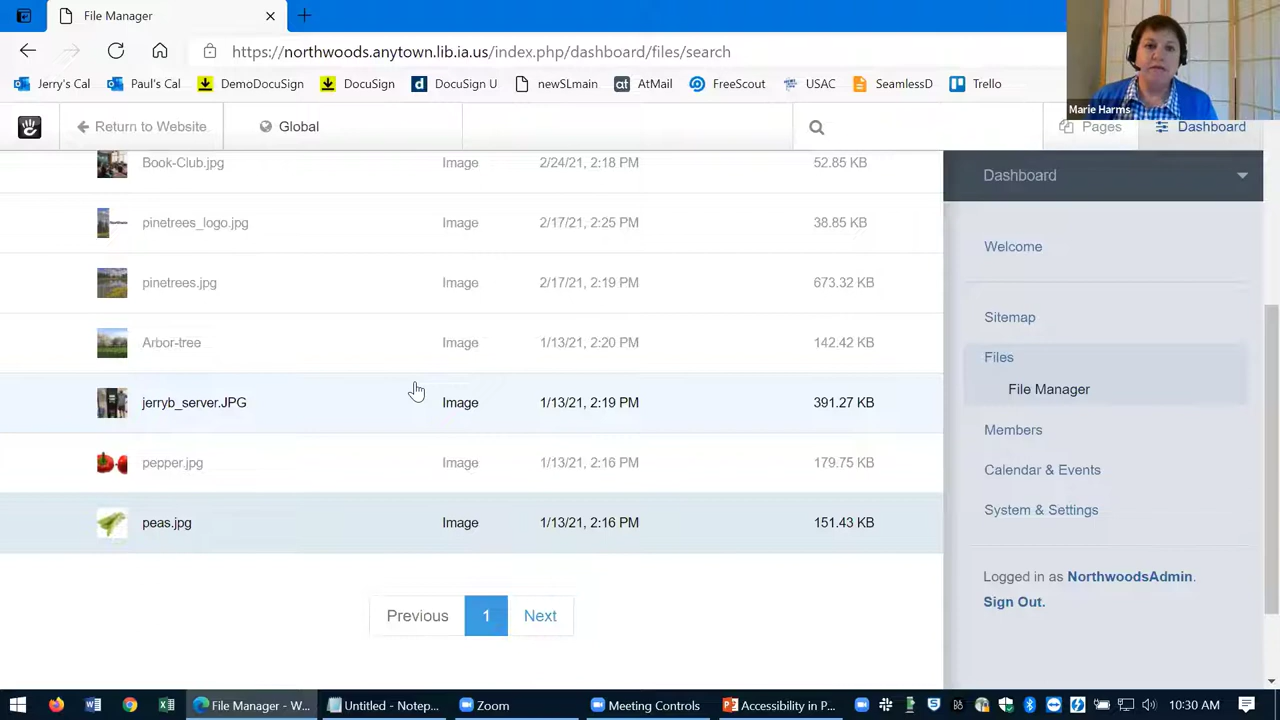 File Manager
https://northwoods.anytown.lib.ia.us/index.php/dashboard/files/search
Jerry's Cal Paul's Cal DemoDocuSign DocuSign DocuSign U newSLmain AtMail FreeScout USAC SeamlessD Trello
Marie Harms
Return to Website Global Pages Dashboard
Book-Club.jpg Image 2/24/21, 2:18 PM 52.85 KB
pinetrees_logo.jpg Image 2/17/21, 2:25 PM 38.85 KB
pinetrees.jpg Image 2/17/21, 2:19 PM 673.32 KB
Arbor-tree Image 1/13/21, 2:20 PM 142.42 KB
jerryb_server.JPG Image 1/13/21, 2:19 PM 391.27 KB
pepper.jpg Image 1/13/21, 2:16 PM 179.75 KB
peas.jpg Image 1/13/21, 2:16 PM 151.43 KB
Previous 1 Next
Dashboard
Welcome
Sitemap
Files
File Manager
Members
Calendar & Events
System & Settings
Logged in as NorthwoodsAdmin.
Sign Out.
File Manager - W... Untitled - Notep... Zoom Meeting Controls Accessibility in P... 10:30 AM